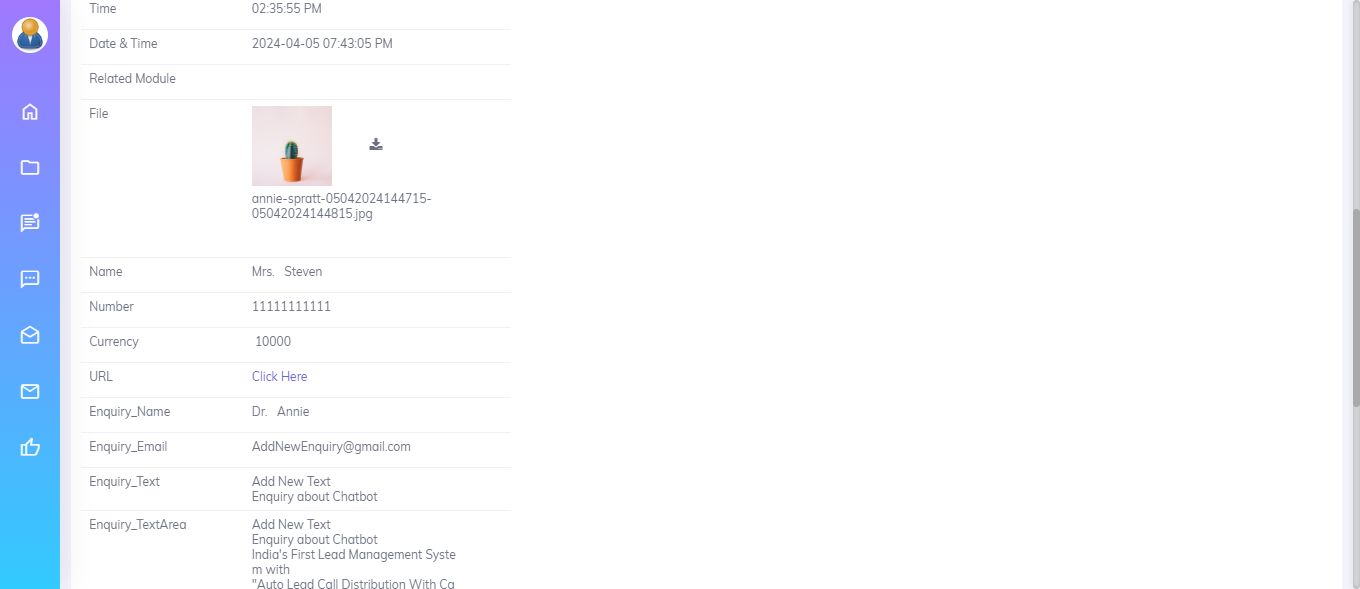 Time 02:35:55 PM
Date & Time 2024-04-05 07:43:05 PM
Related Module
File
annie-spratt-05042024144715-
05042024144815.jpg
Name Mrs. Steven
Number 11111111111
Currency 10000
URL Click Here
Enquiry_Name Dr. Annie
Enquiry_Email AddNewEnquiry@gmail.com
Enquiry_Text Add New Text
Enquiry about Chatbot
Enquiry_TextArea Add New Text
Enquiry about Chatbot
India's First Lead Management Syste
m with
"Auto Lead Call Distribution With Ca